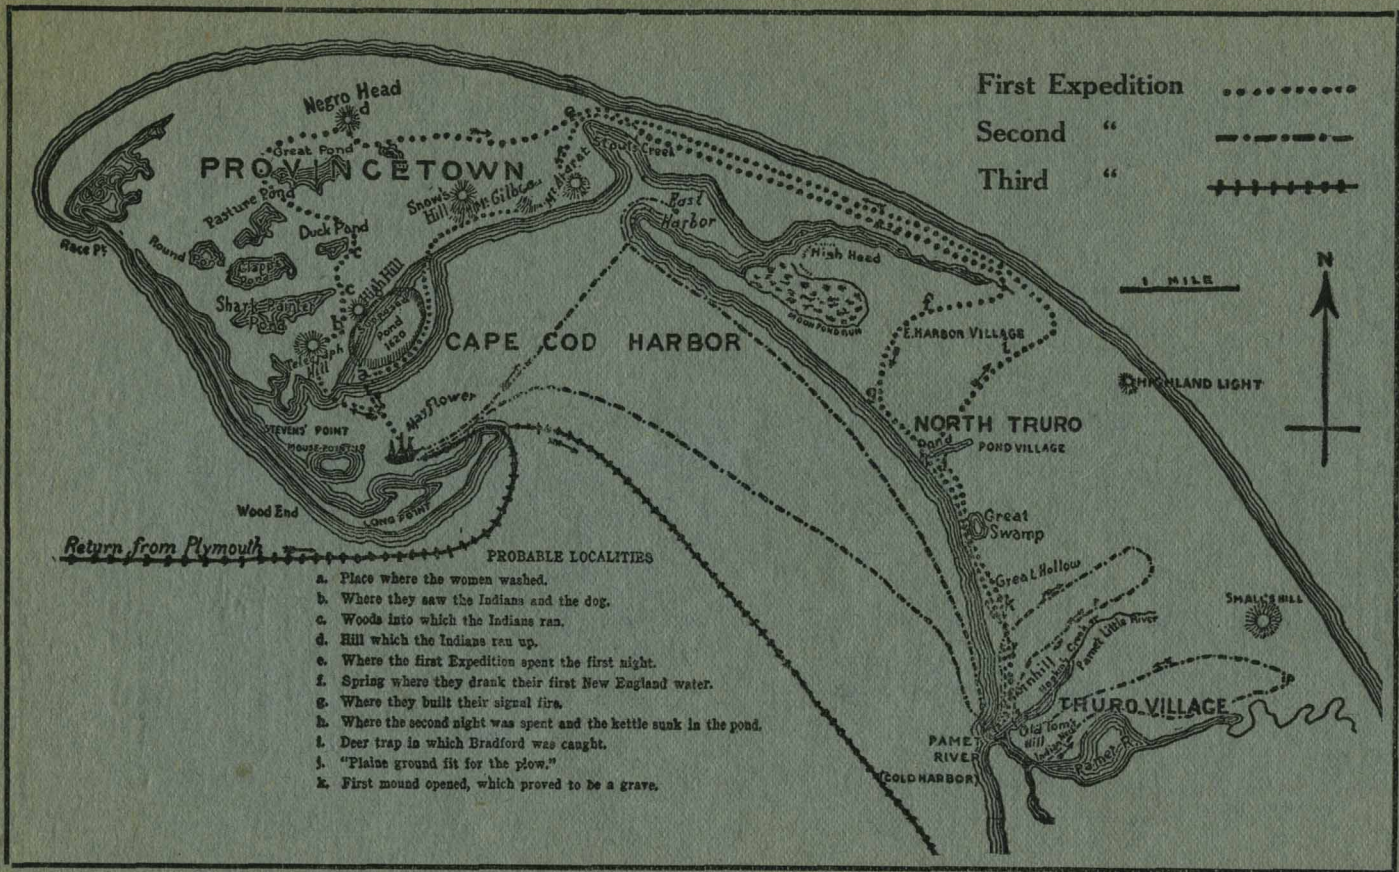 First Expedition
Second “
Third “
N
1 MILE
Negro Head
d
Great Pond
PROVINCETOWN
Pasture Pond
Snow's Hill
Mt. Gilboa
Mt. Ararat
e
East Harbor
Race Pt.
Round Pond
Duck Pond
Clapps Pond
Shank Painter Pond
c
High Hill
Pond 1620
Telegraph Hill
a
High Head
Moon Pond Run
CAPE COD HARBOR
f
E. HARBOR VILLAGE
i
HIGHLAND LIGHT
g
NORTH TRURO
Pond
POND VILLAGE
Mayflower
STEVENS' POINT
Wood End
LONG POINT
Return from Plymouth
Great Swamp
Great Hollow
k
SMALL'S HILL
Cornhill
Pamet Little River
TRURO VILLAGE
Old Tom's Hill
Pamet R.
PAMET RIVER
(COLD HARBOR)
PROBABLE LOCALITIES
a. Place where the women washed.
b. Where they saw the Indians and the dog.
c. Woods into which the Indians ran.
d. Hill which the Indians ran up.
e. Where the first Expedition spent the first night.
f. Spring where they drank their first New England water.
g. Where they built their signal fire.
h. Where the second night was spent and the kettle sunk in the pond.
i. Deer trap in which Bradford was caught.
j. "Plaine ground fit for the plow."
k. First mound opened, which proved to be a grave.